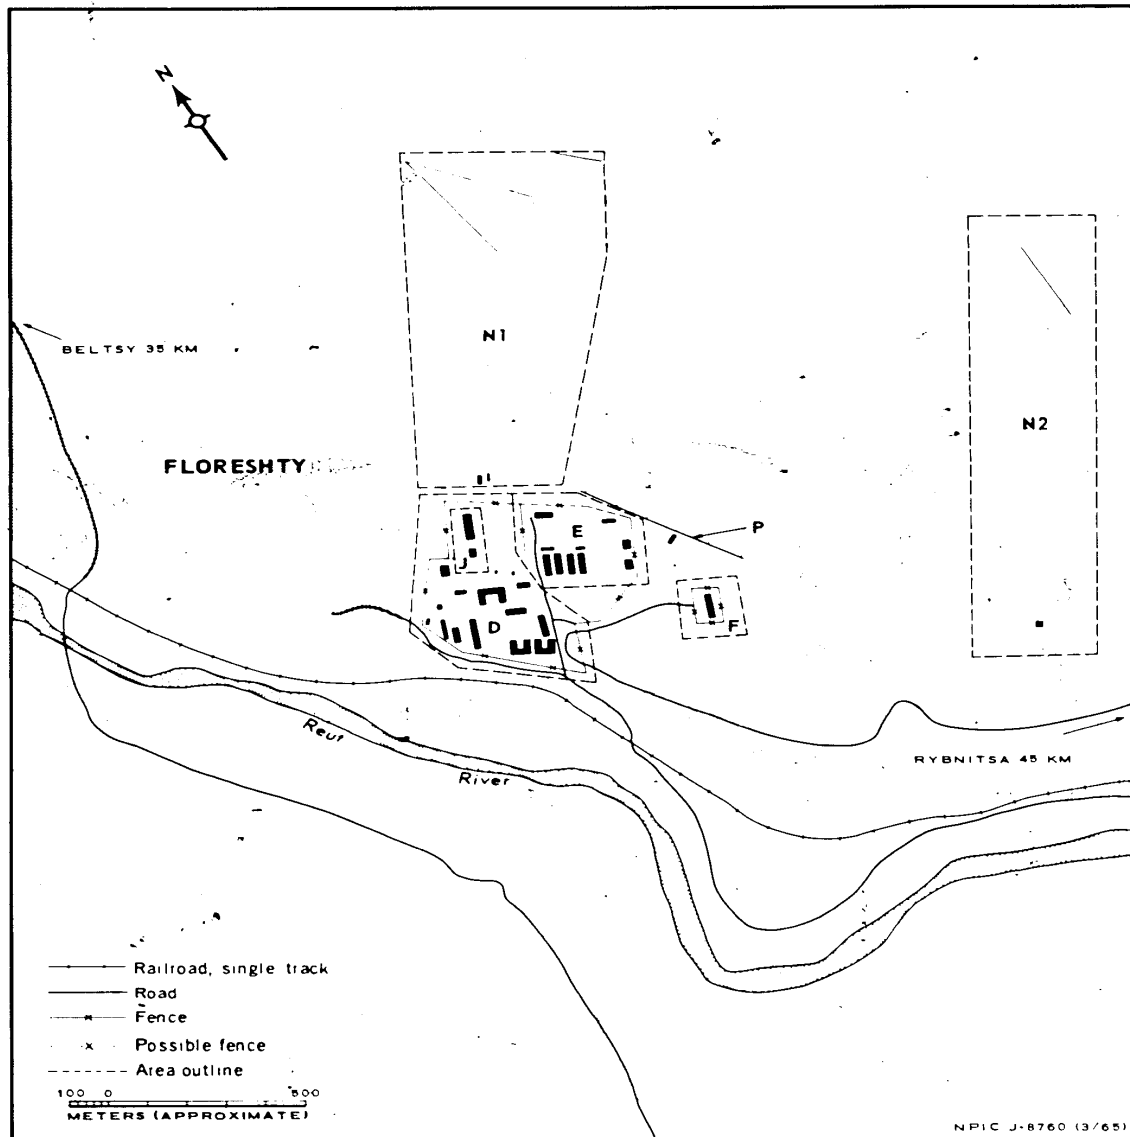 N
N1
BELTSY 35 KM
N2
FLORESHTY
P
E
J
D
F
Reut
River
RYBNITSA 45 KM
Railroad, single track
Road
Fence
Possible fence
Area outline
100 0 500
METERS (APPROXIMATE)
NPIC J-8760 (3/65)